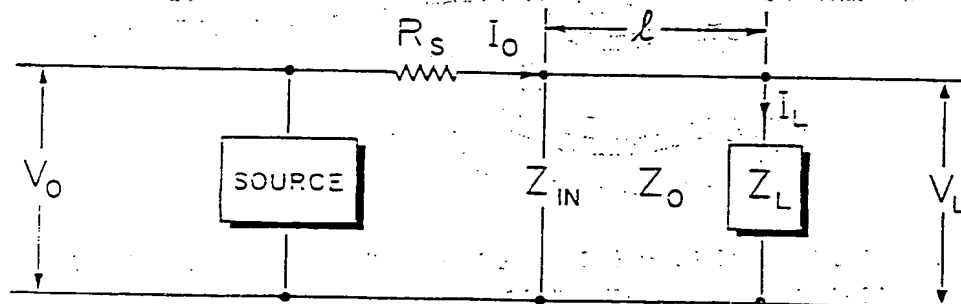 R_S I_O ℓ
I_L
V_O SOURCE Z_IN Z_O Z_L V_L